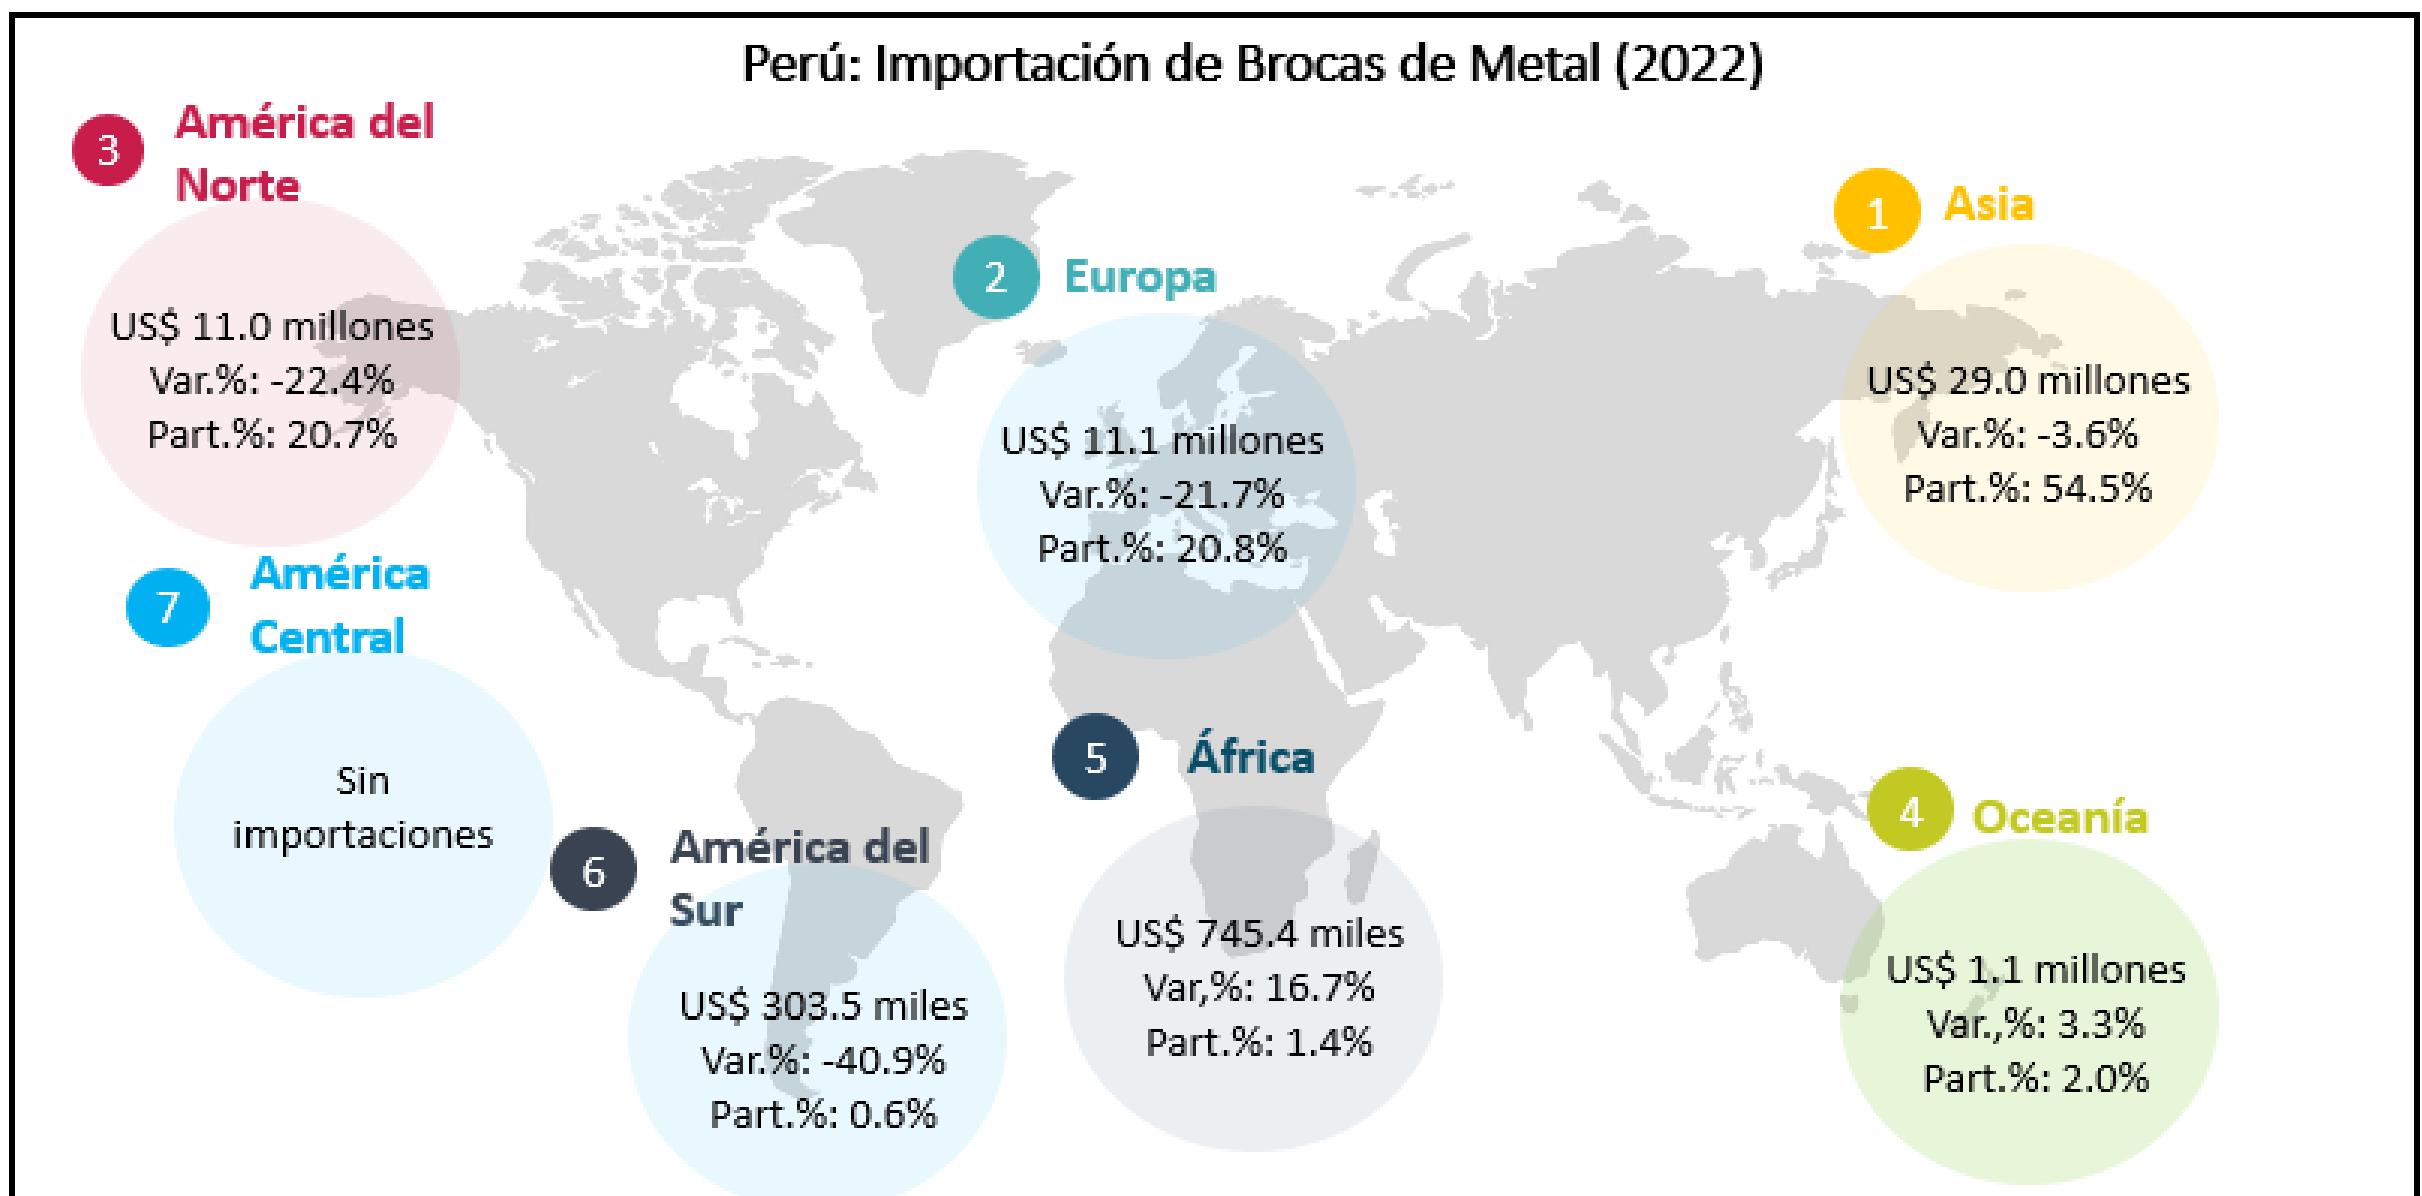 Perú: Importación de Brocas de Metal (2022)
3
América del
Norte
US$ 11.0 millones
Var.%: -22.4%
Part.%: 20.7%
2
Europa
US$ 11.1 millones
Var.%: -21.7%
Part.%: 20.8%
1
Asia
US$ 29.0 millones
Var.%: -3.6%
Part.%: 54.5%
7
América
Central
Sin
importaciones
6
América del
Sur
US$ 303.5 miles
Var.%: -40.9%
Part.%: 0.6%
5
África
US$ 745.4 miles
Var,%: 16.7%
Part.%: 1.4%
4
Oceanía
US$ 1.1 millones
Var.,%: 3.3%
Part.%: 2.0%